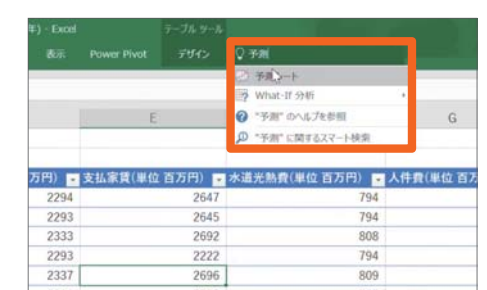 年) - Excel
テーブル ツール
表示 Power Pivot デザイン 予測
予測シート
What-If 分析
"予測" のヘルプを参照
"予測" に関するスマート検索
E G
万円) 支払家賃(単位 百万円) 水道光熱費(単位 百万円) 人件費(単位 百万
2294 2647 794
2293 2645 794
2333 2692 808
2293 2222 794
2337 2696 809